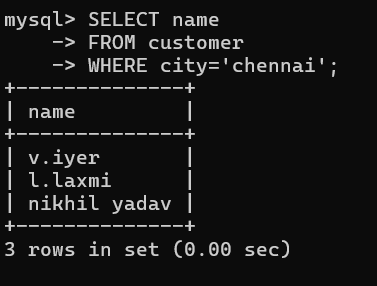 mysql> SELECT name
    -> FROM customer
    -> WHERE city='chennai';
+--------------+
| name         |
+--------------+
| v.iyer       |
| l.laxmi      |
| nikhil yadav |
+--------------+
3 rows in set (0.00 sec)